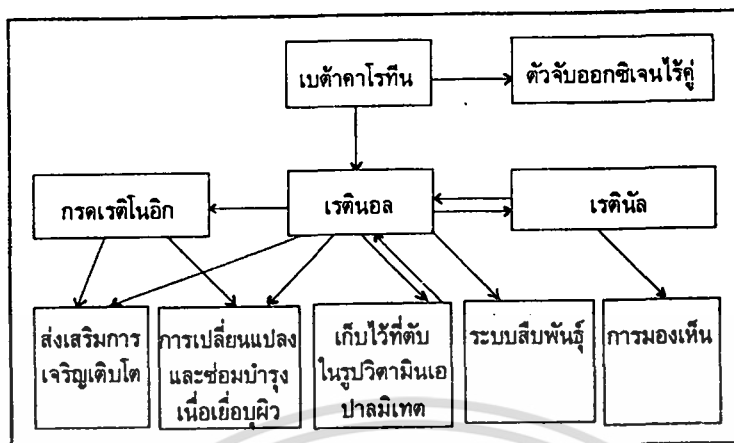 เบต้าคาโรทีน
ตัวจับออกซิเจนไร้คู่
กรดเรติโนอิก
เรตินอล
เรตินัล
ส่งเสริมการ
เจริญเติบโต
การเปลี่ยนแปลง
และซ่อมบำรุง
เนื่อเยื่อบุผิว
เก็บไว้ที่ตับ
ในรูปวิตามินเอ
ปาลมิเทต
ระบบสืบพันธุ์
การมองเห็น